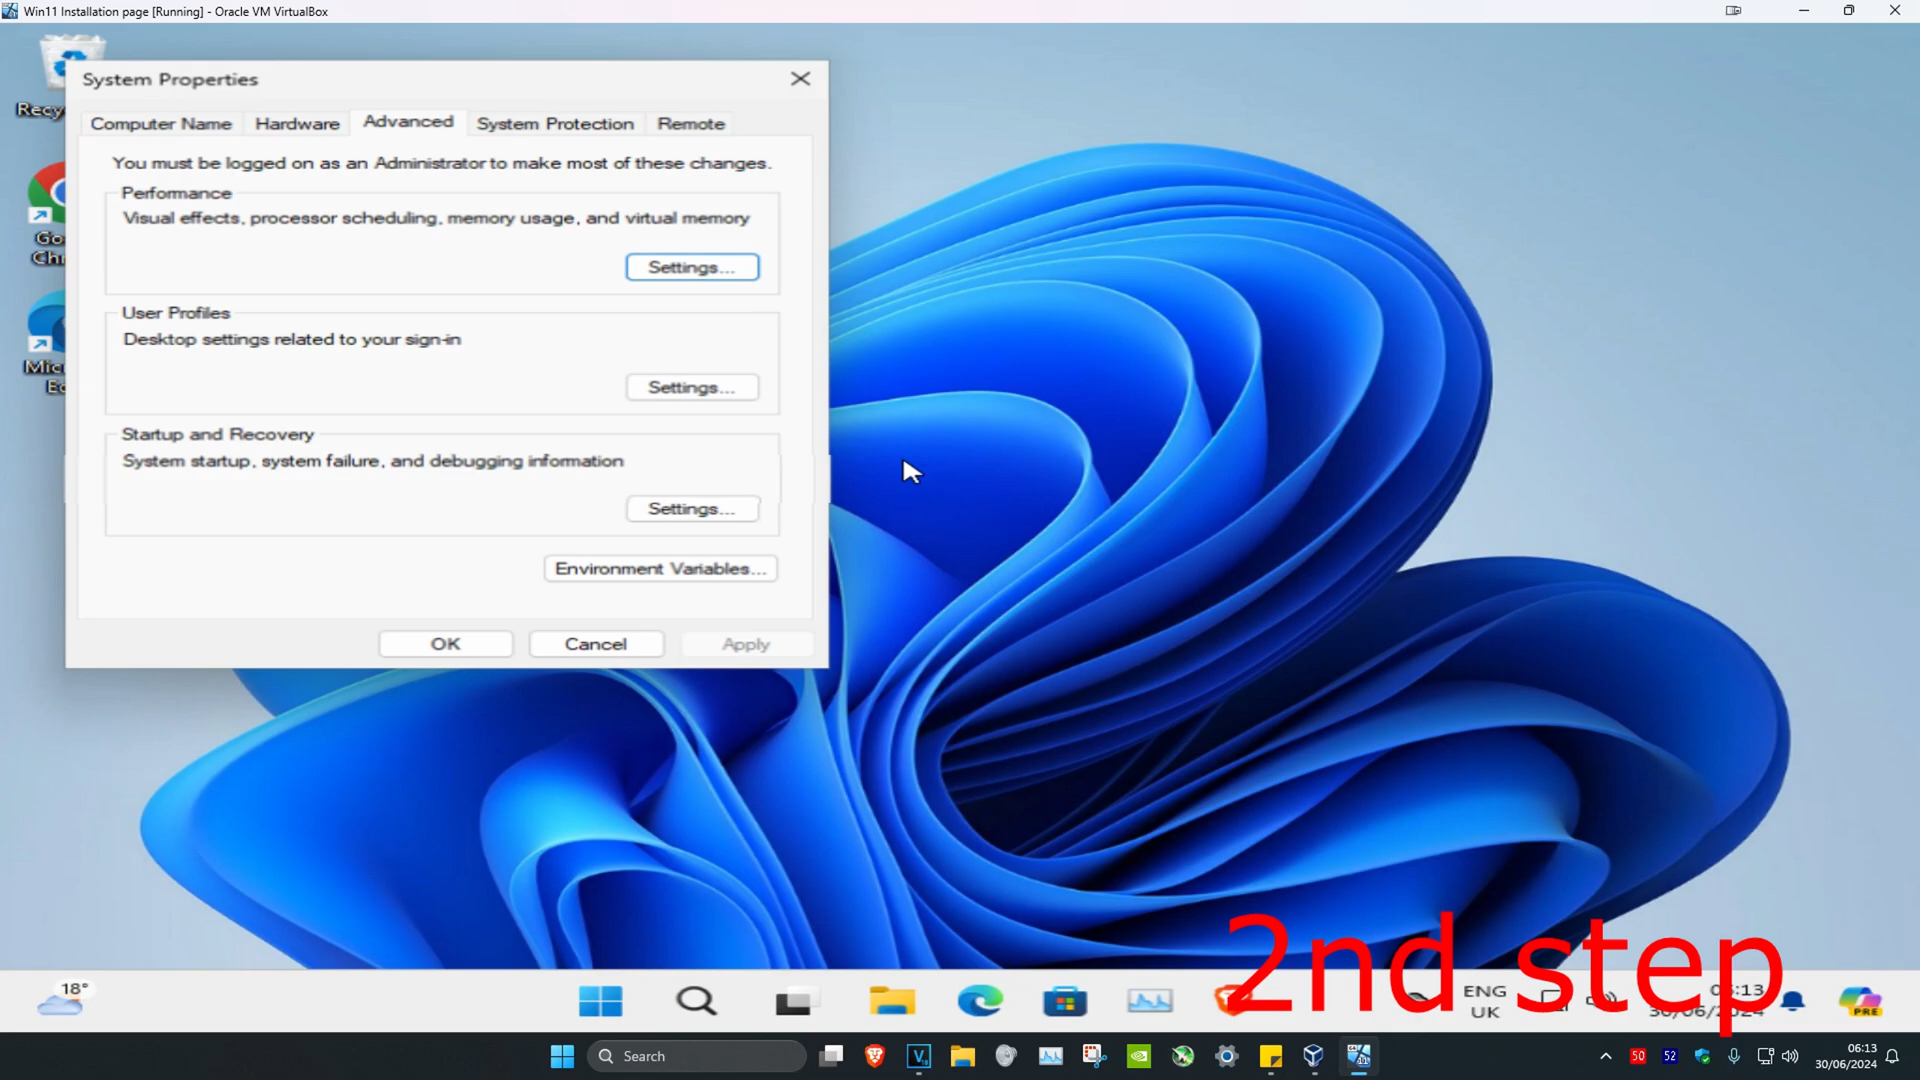 Win11 Installation page [Running] - Oracle VM VirtualBox
System Properties
Computer Name Hardware Advanced System Protection Remote
You must be logged on as an Administrator to make most of these changes.
Performance
Visual effects, processor scheduling, memory usage, and virtual memory
Settings...
User Profiles
Desktop settings related to your sign-in
Settings...
Startup and Recovery
System startup, system failure, and debugging information
Settings...
Environment Variables...
OK Cancel Apply
Recy
Go
Chr
Mic
Ed
2nd step
18°
ENG
UK
06:13
30/06/2024
PRE
Search
50 52
06:13
30/06/2024